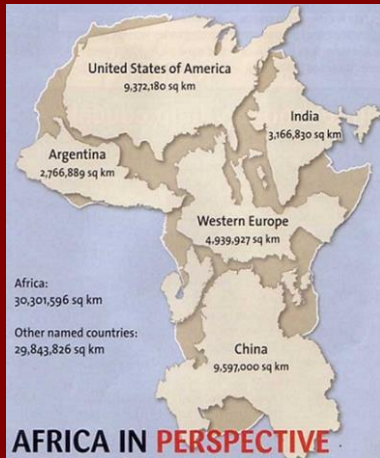 United States of America
9,372,180 sq km
India
3,166,830 sq km
Argentina
2,766,889 sq km
Western Europe
4,939,927 sq km
Africa:
30,301,596 sq km
Other named countries:
29,843,826 sq km
China
9,597,000 sq km
AFRICA IN PERSPECTIVE